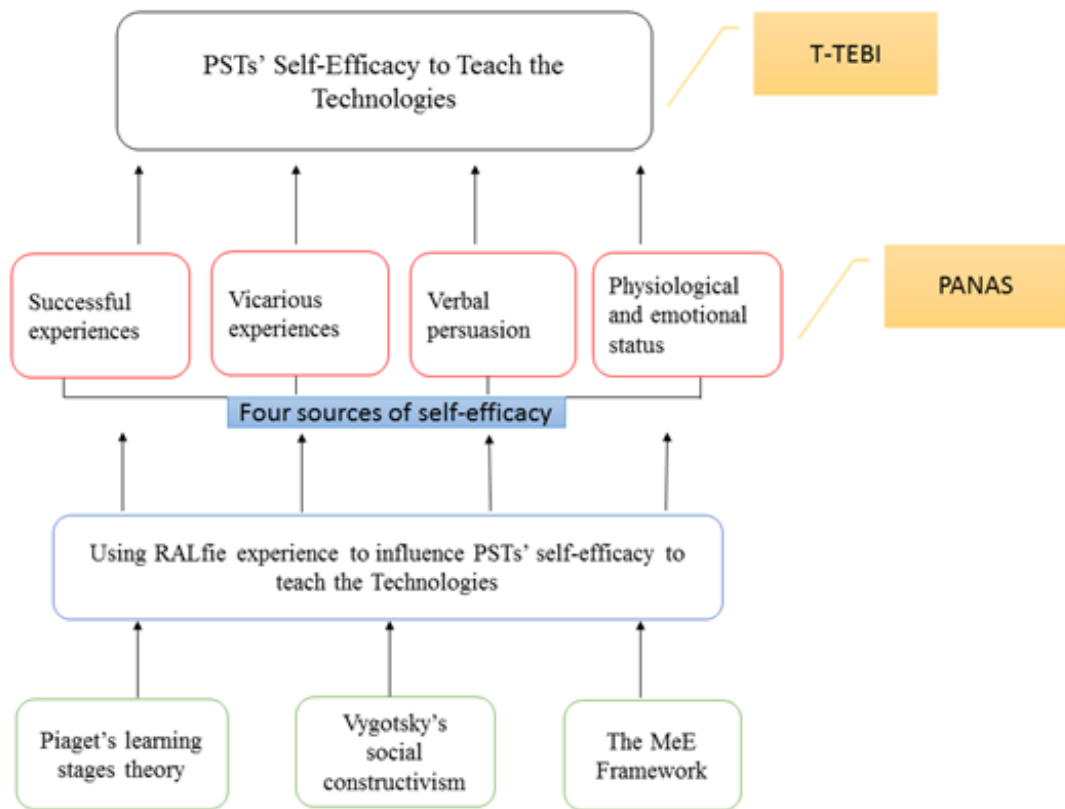 PSTs' Self-Efficacy to Teach the
Technologies
T-TEBI
Successful
experiences
Vicarious
experiences
Verbal
persuasion
Physiological
and emotional
status
PANAS
Four sources of self-efficacy
Using RALfie experience to influence PSTs' self-efficacy to
teach the Technologies
Piaget's learning
stages theory
Vygotsky's
social
constructivism
The MeE
Framework